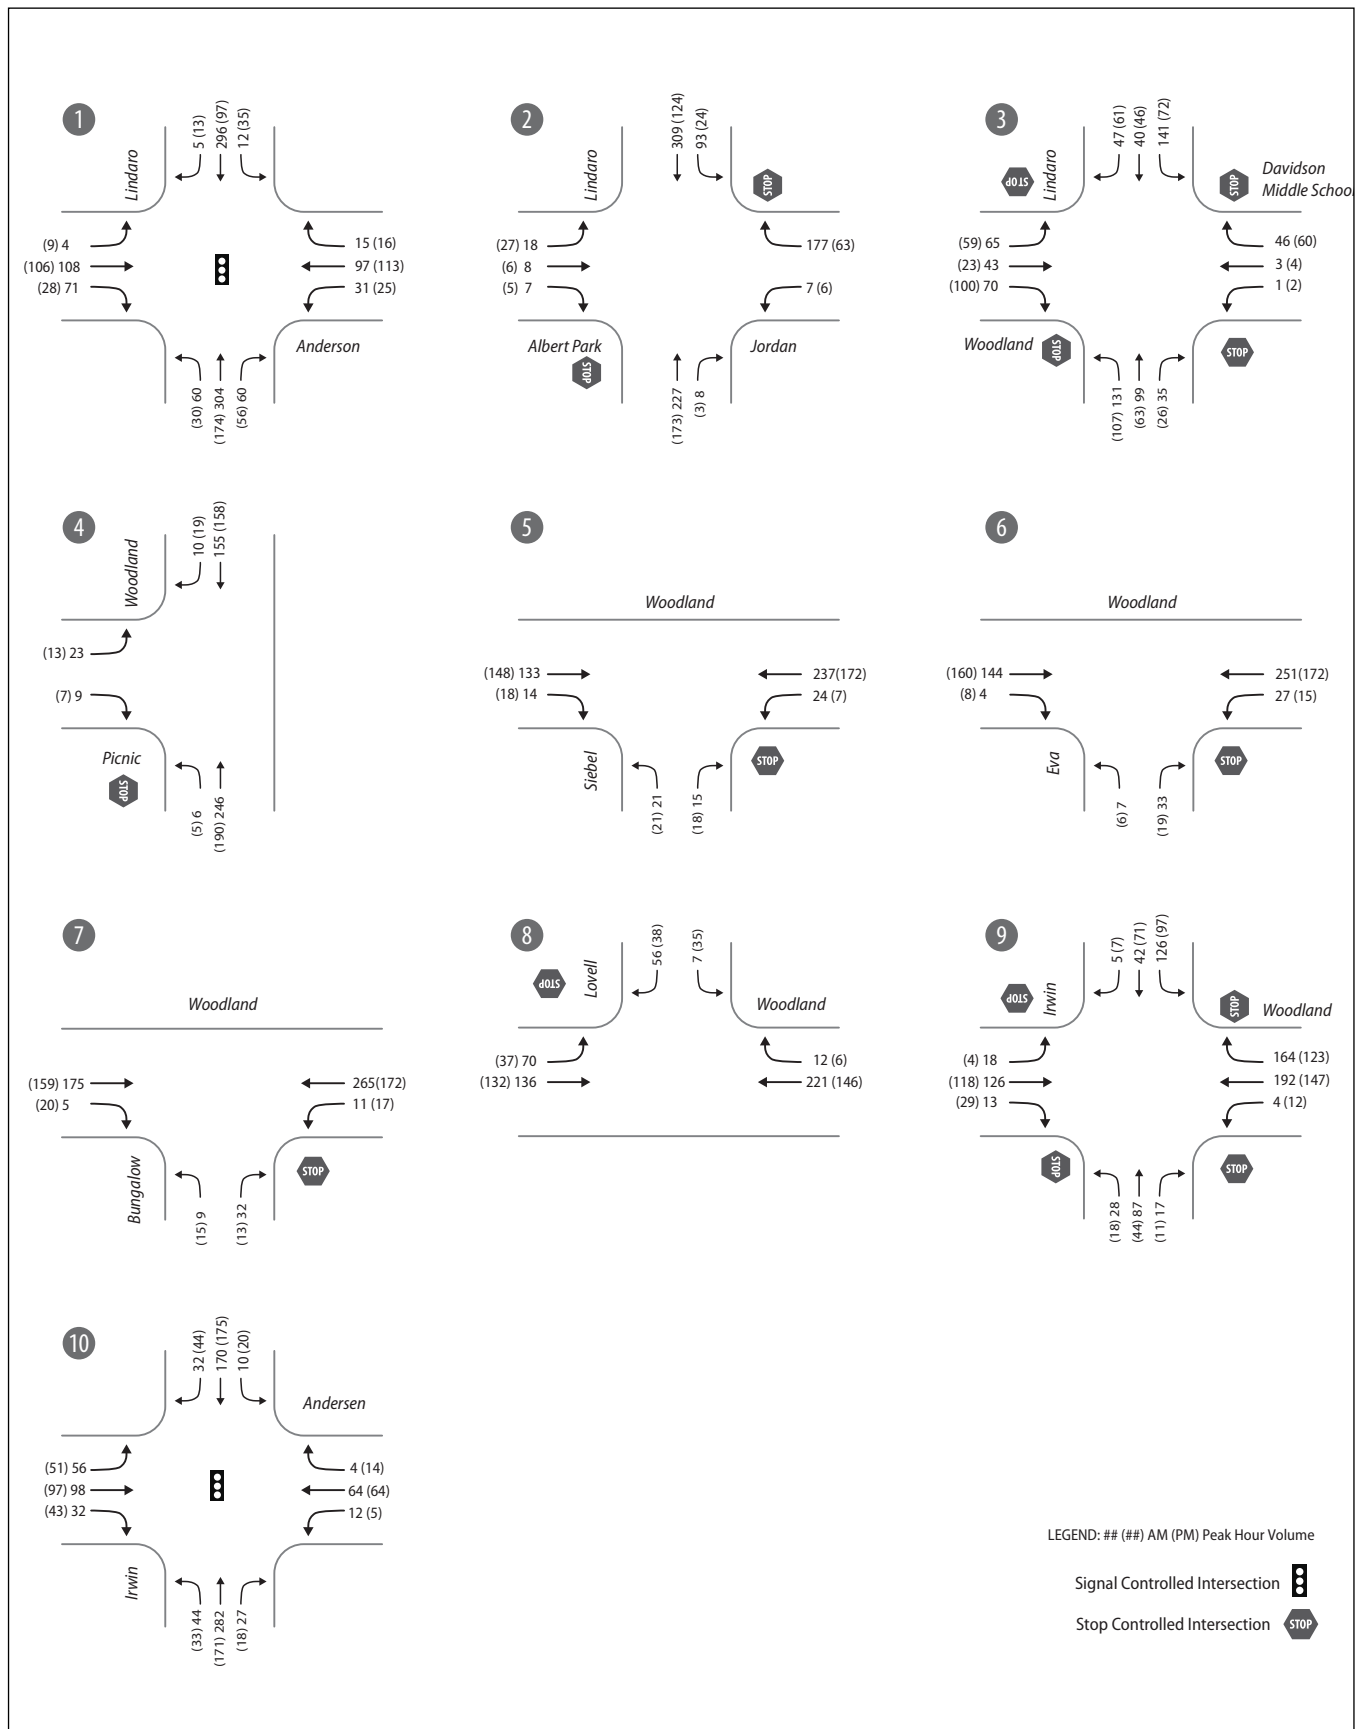 1
5 (13)
296 (97)
12 (35)
Lindaro
(9) 4
(106) 108
(28) 71
15 (16)
97 (113)
31 (25)
Anderson
(30) 60
(174) 304
(56) 60
2
309 (124)
93 (24)
Lindaro
STOP
(27) 18
(6) 8
(5) 7
177 (63)
7 (6)
Albert Park
STOP
Jordan
(173) 227
(3) 8
3
47 (61)
40 (46)
141 (72)
STOP
Lindaro
STOP
Davidson
Middle School
(59) 65
(23) 43
(100) 70
46 (60)
3 (4)
1 (2)
Woodland
STOP
STOP
(107) 131
(63) 99
(26) 35
4
10 (19)
155 (158)
Woodland
(13) 23
(7) 9
Picnic
STOP
(5) 6
(190) 246
5
Woodland
(148) 133
(18) 14
237(172)
24 (7)
Siebel
STOP
(21) 21
(18) 15
6
Woodland
(160) 144
(8) 4
251(172)
27 (15)
Eva
STOP
(6) 7
(19) 33
7
Woodland
(159) 175
(20) 5
265(172)
11 (17)
Bungalow
STOP
(15) 9
(13) 32
8
56 (38)
7 (35)
STOP
Lovell
Woodland
(37) 70
(132) 136
12 (6)
221 (146)
9
5 (7)
42 (71)
126 (97)
STOP
Irwin
STOP
Woodland
(4) 18
(118) 126
(29) 13
164 (123)
192 (147)
4 (12)
STOP
STOP
(18) 28
(44) 87
(11) 17
10
32 (44)
170 (175)
10 (20)
Andersen
(51) 56
(97) 98
(43) 32
4 (14)
64 (64)
12 (5)
Irwin
(33) 44
(171) 282
(18) 27
LEGEND: ## (##) AM (PM) Peak Hour Volume
Signal Controlled Intersection
Stop Controlled Intersection STOP